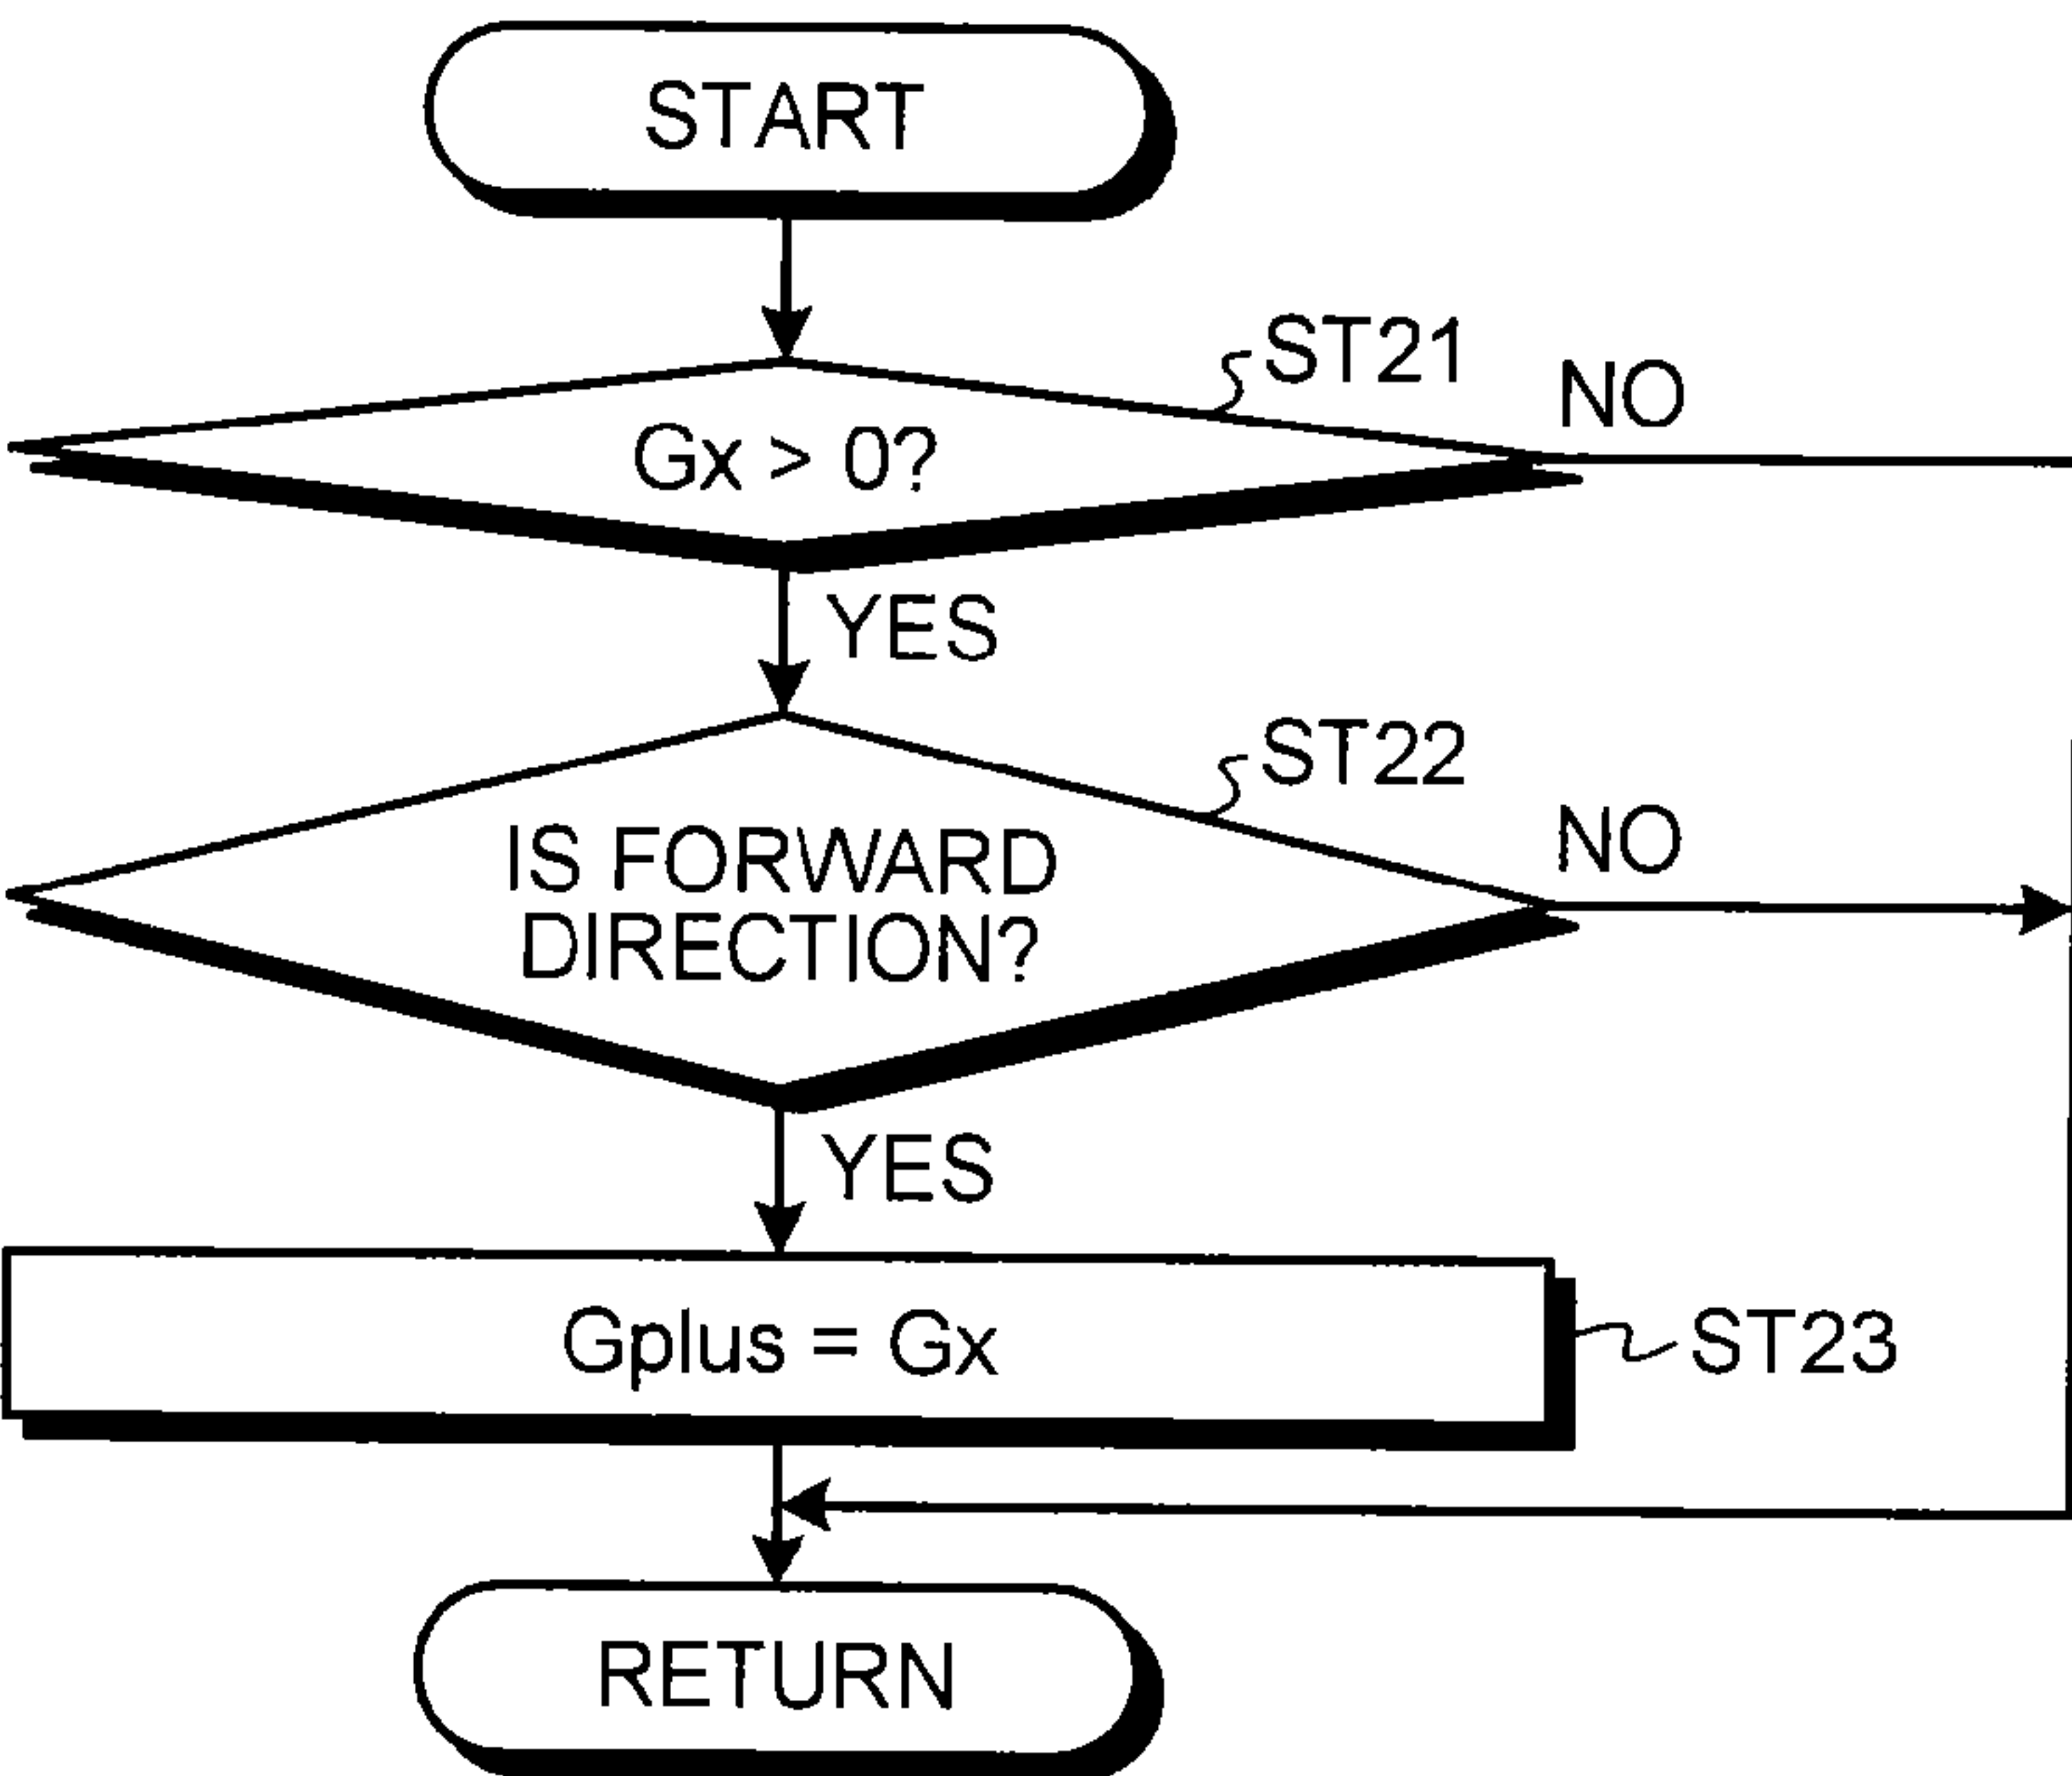 START
ST21
NO
Gx > 0?
YES
ST22
NO
IS FORWARD
DIRECTION?
YES
Gplus = Gx
ST23
RETURN